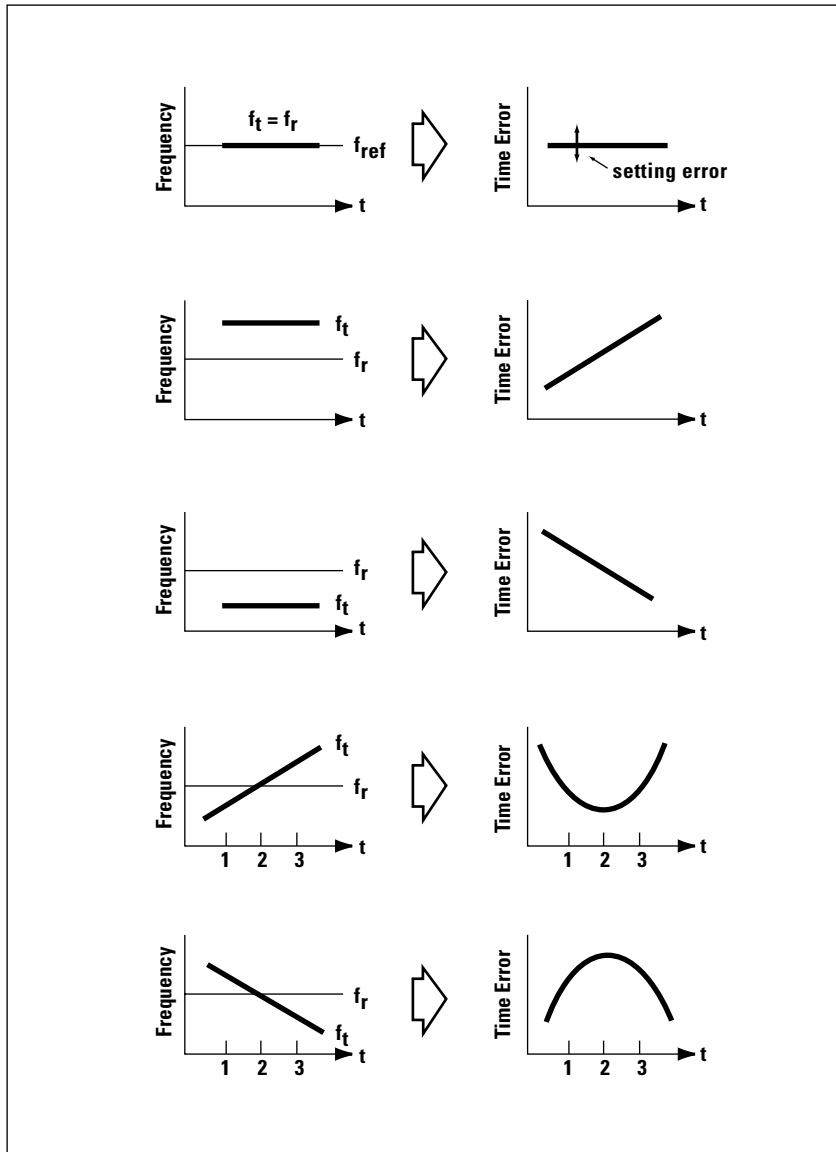 Frequency
f_t = f_r
f_ref
t
Time Error
setting error
t
Frequency
f_t
f_r
t
Time Error
t
Frequency
f_r
f_t
t
Time Error
t
Frequency
f_t
f_r
t
1 2 3
Time Error
t
1 2 3
Frequency
f_r
f_t
t
1 2 3
Time Error
t
1 2 3